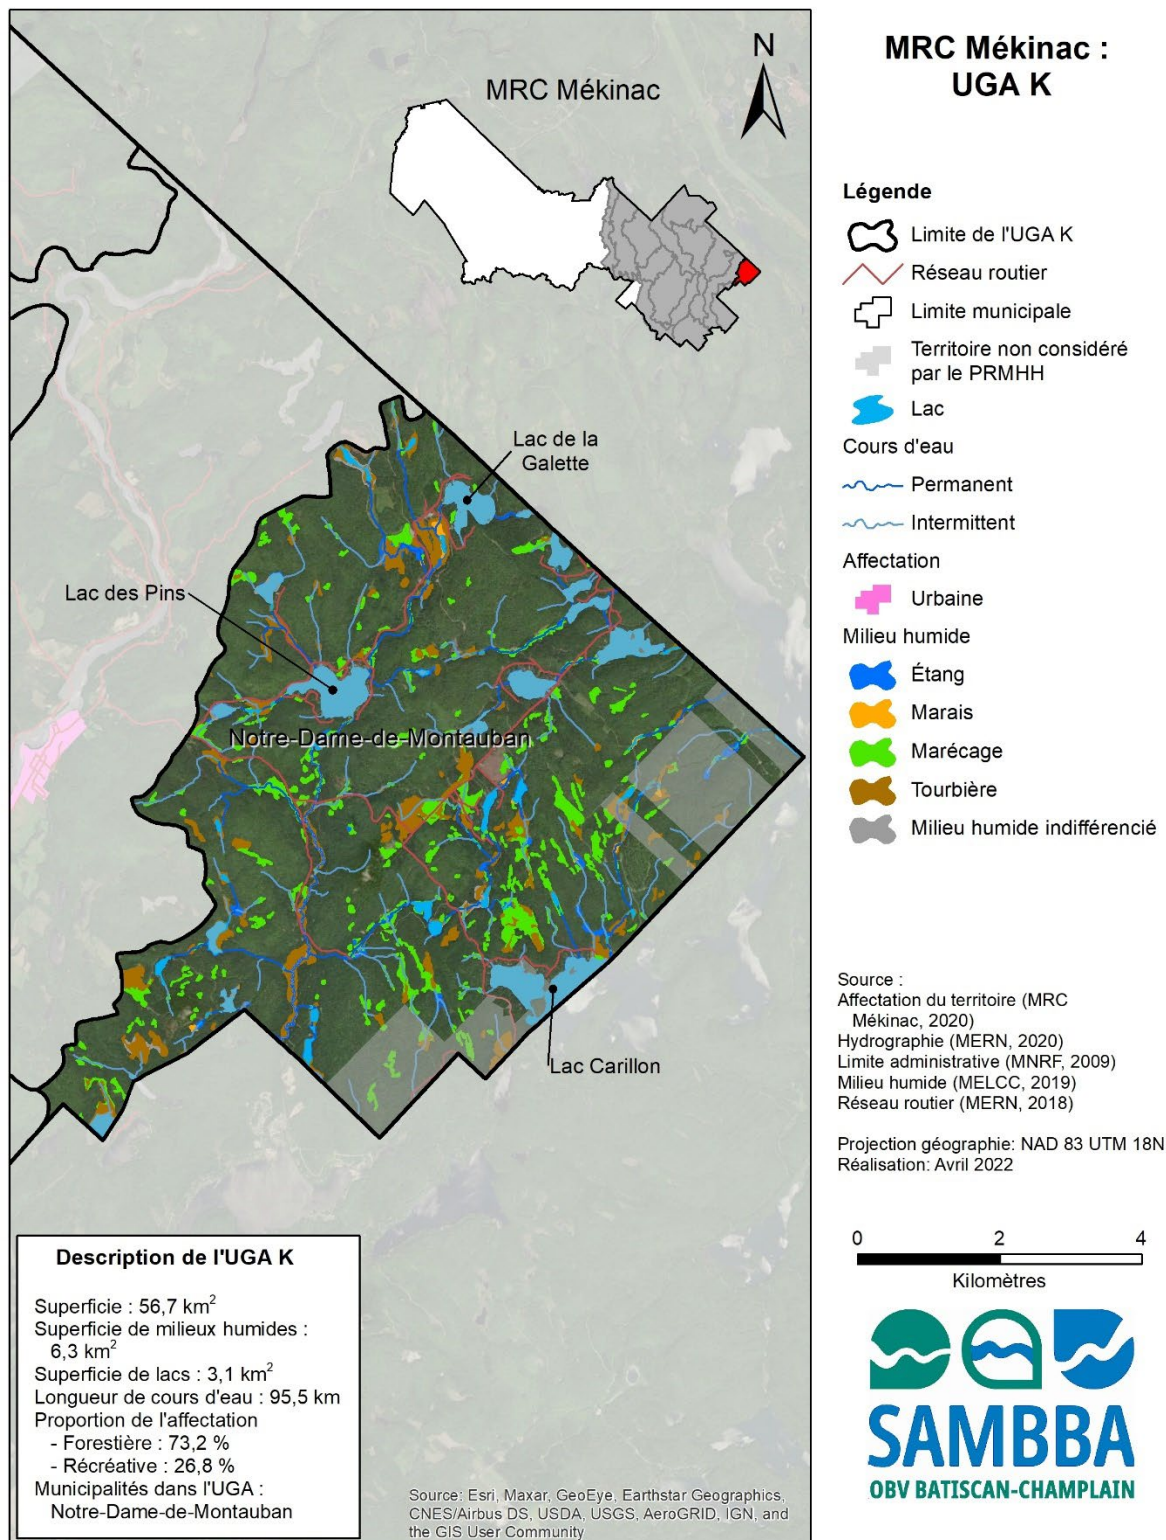 MRC Mékinac :
UGA K
N
MRC Mékinac
Lac de la
Galette
Lac des Pins
Notre-Dame-de-Montauban
Lac Carillon
Légende
Limite de l'UGA K
Réseau routier
Limite municipale
Territoire non considéré
par le PRMHH
Lac
Cours d'eau
Permanent
Intermittent
Affectation
Urbaine
Milieu humide
Étang
Marais
Marécage
Tourbière
Milieu humide indifférencié
Source :
Affectation du territoire (MRC
Mékinac, 2020)
Hydrographie (MERN, 2020)
Limite administrative (MNRF, 2009)
Milieu humide (MELCC, 2019)
Réseau routier (MERN, 2018)
Projection géographie: NAD 83 UTM 18N
Réalisation: Avril 2022
0 2 4
Kilomètres
SAMBBA
OBV BATISCAN-CHAMPLAIN
Description de l'UGA K
Superficie : 56,7 km²
Superficie de milieux humides :
6,3 km²
Superficie de lacs : 3,1 km²
Longueur de cours d'eau : 95,5 km
Proportion de l'affectation
- Forestière : 73,2 %
- Récréative : 26,8 %
Municipalités dans l'UGA :
Notre-Dame-de-Montauban
Source: Esri, Maxar, GeoEye, Earthstar Geographics,
CNES/Airbus DS, USDA, USGS, AeroGRID, IGN, and
the GIS User Community